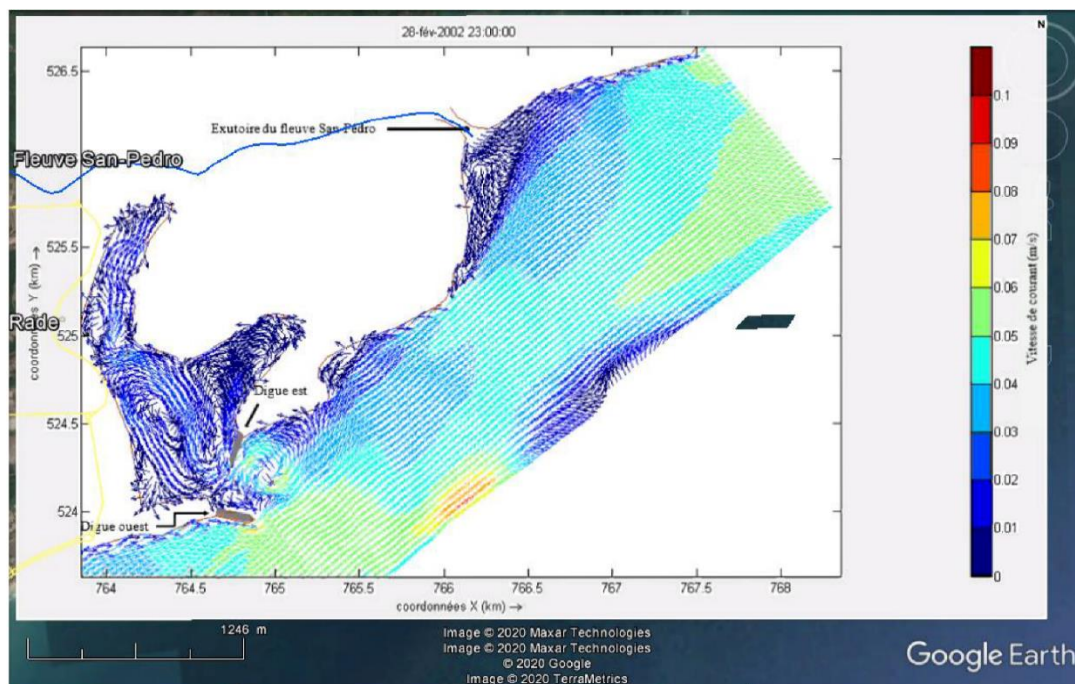 28-fév-2002 23:00:00
N
526.5
525.5
525
524.5
524
coordonnées Y (km) →
Exutoire du fleuve San-Pédro
Fleuve San-Pedro
Rade
Digue est
Digue ouest
764
764.5
765
765.5
766
766.5
767
767.5
768
coordonnées X (km) →
0.1
0.09
0.08
0.07
0.06
0.05
0.04
0.03
0.02
0.01
0
Vitesse de courant (m/s)
1246 m
Image © 2020 Maxar Technologies
Image © 2020 Maxar Technologies
© 2020 Google
Image © 2020 TerraMetrics
Google Earth